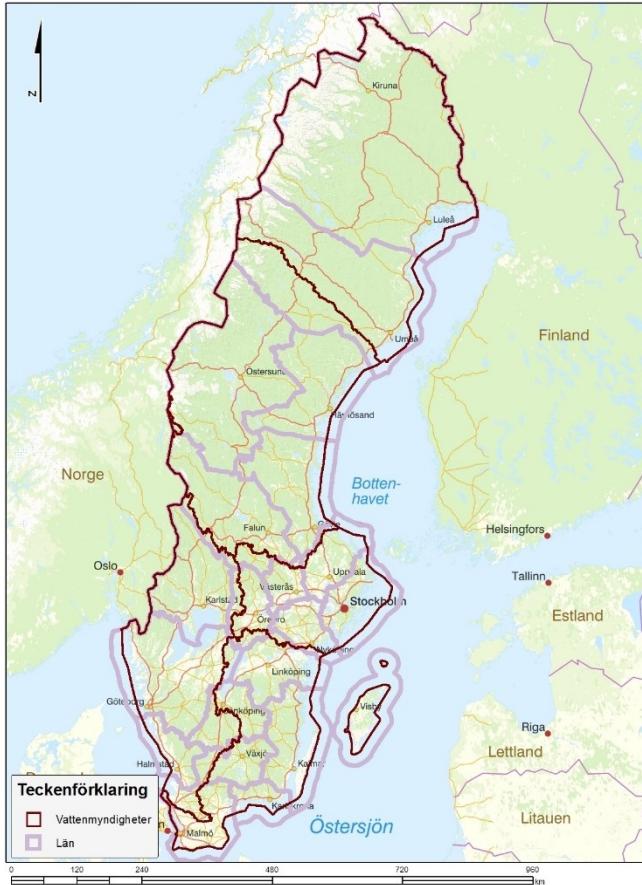 z
Kiruna
Luleå
Umeå
Finland
Östersund
Härnösand
Botten-
havet
Norge
Falun
Gävle
Helsingfors
Oslo
Uppsala
Tallinn
Västerås
Karlstad
Stockholm
Örebro
Estland
Nyköping
Linköping
Göteborg
Jönköping
Visby
Riga
Lettland
Växjö
Kalmar
Halmstad
Karlskrona
Litauen
Östersjön
Malmö
Teckenförklaring
Vattenmyndigheter
Län
0 120 240 480 720 960
km